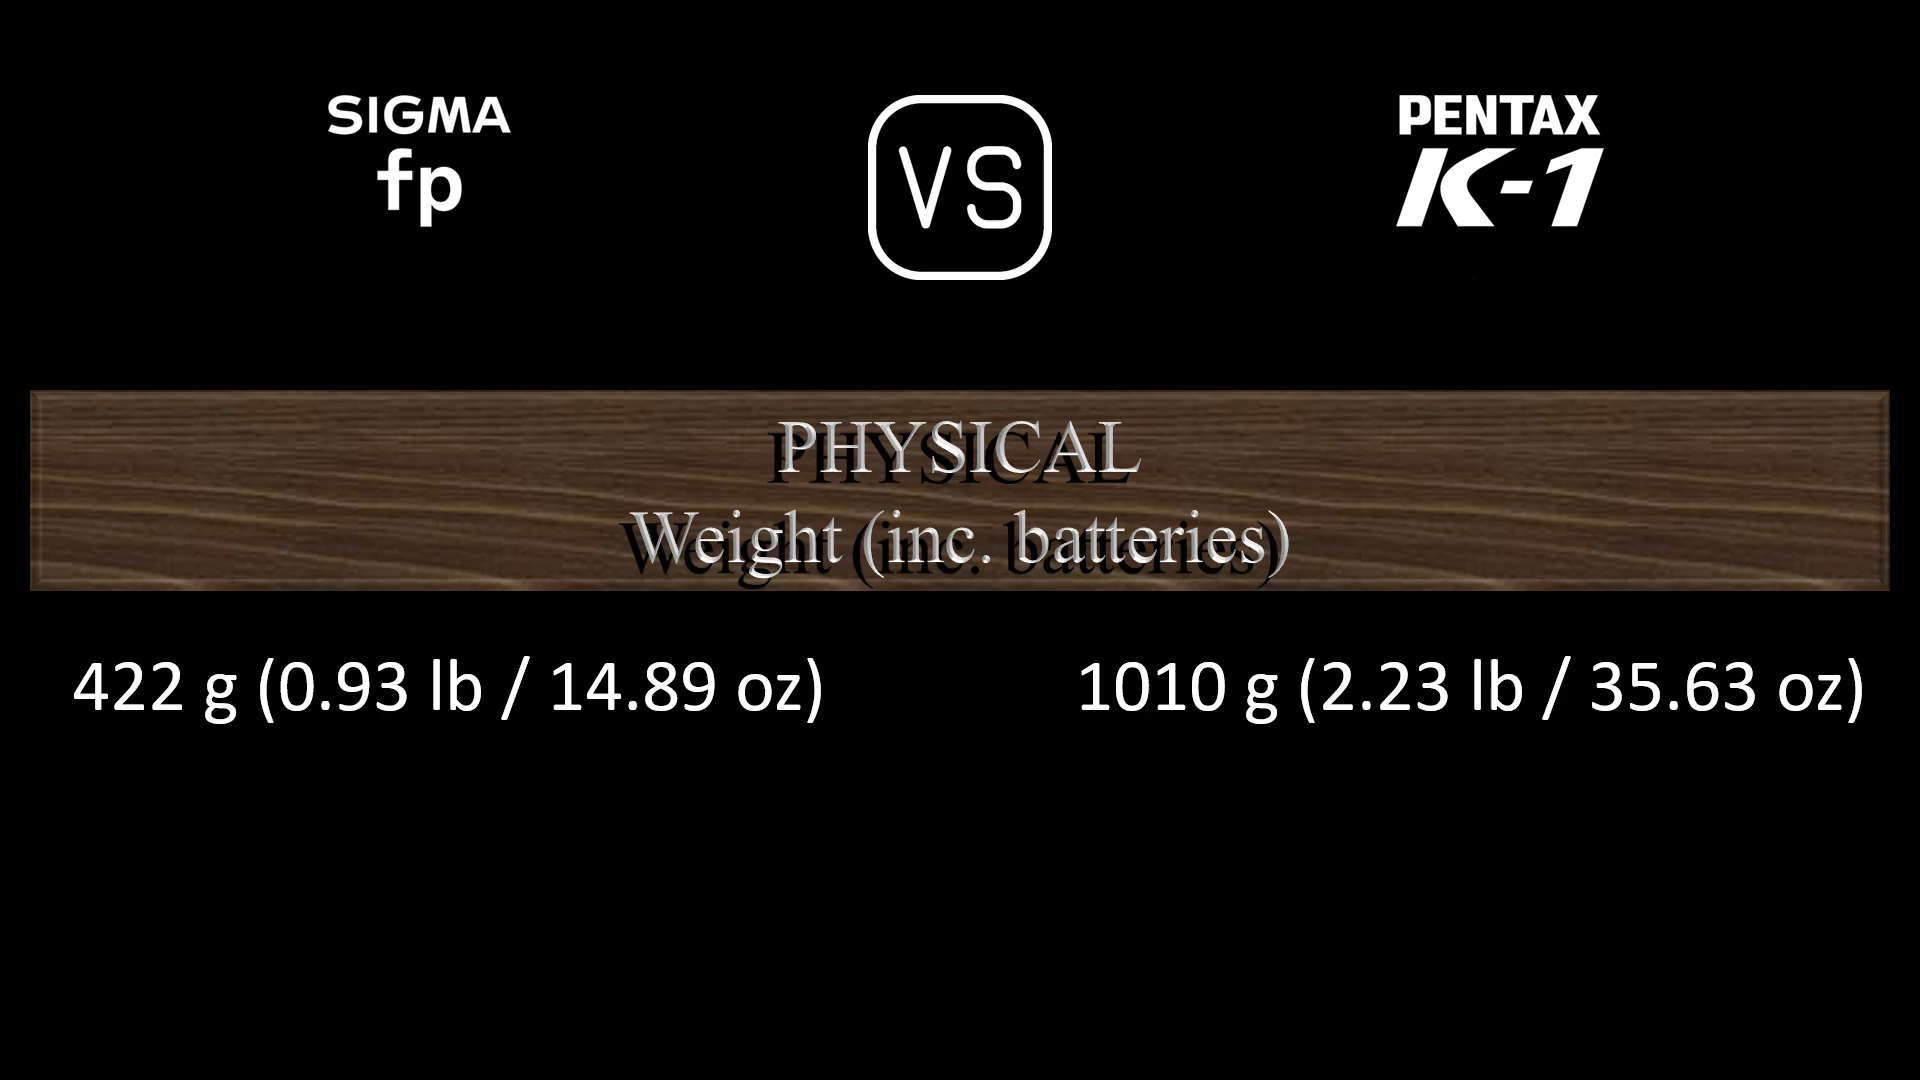 SIGMA
fp
VS
PENTAX
K-1
PHYSICAL
Weight (inc. batteries)
422 g (0.93 lb / 14.89 oz)
1010 g (2.23 lb / 35.63 oz)